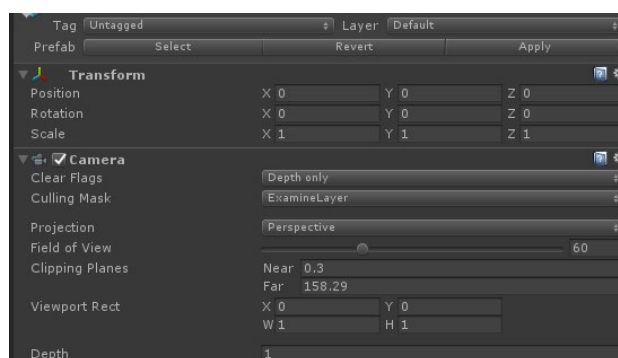 Tag Untagged Layer Default
Prefab Select Revert Apply
Transform
Position X 0 Y 0 Z 0
Rotation X 0 Y 0 Z 0
Scale X 1 Y 1 Z 1
Camera
Clear Flags Depth only
Culling Mask ExamineLayer
Projection Perspective
Field of View 60
Clipping Planes Near 0.3
Far 158.29
Viewport Rect X 0 Y 0
W 1 H 1
Depth 1